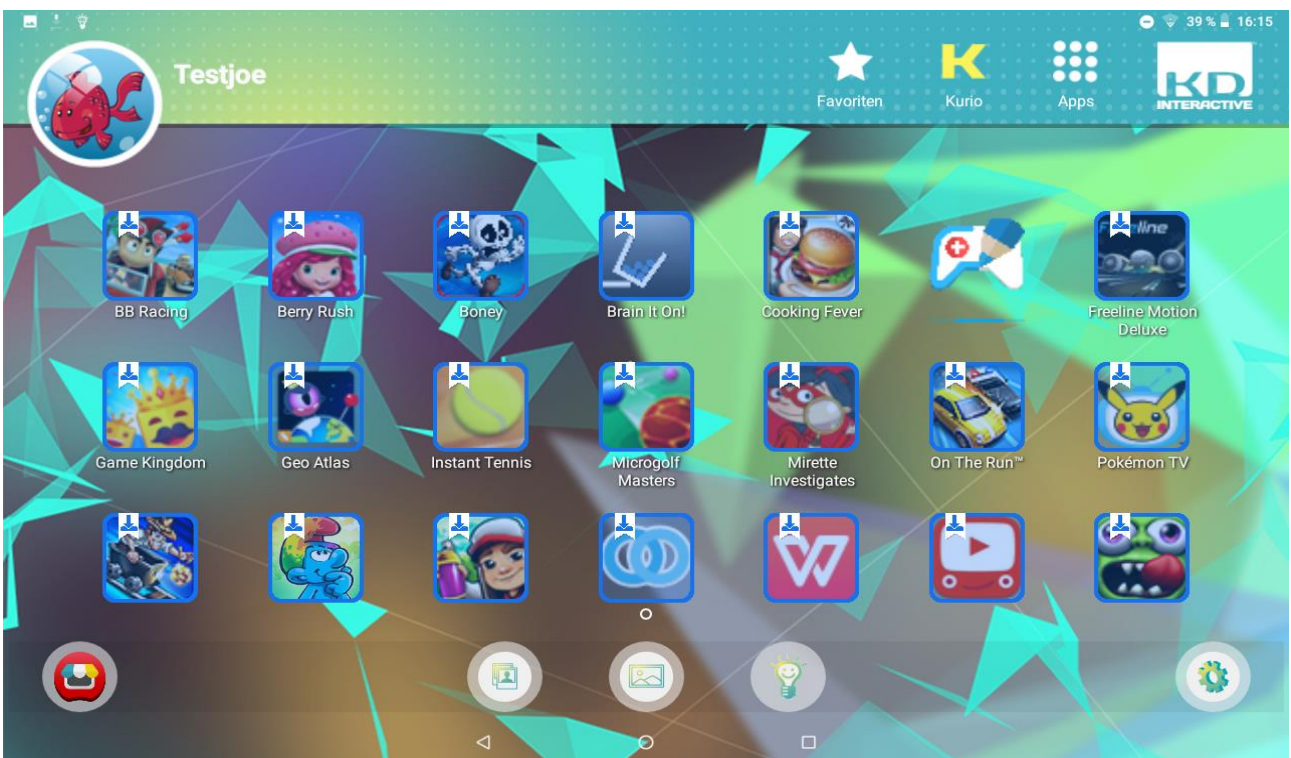 39 % 16:15
Testjoe
Favoriten
Kurio
Apps
KD
INTERACTIVE
BB Racing
Berry Rush
Boney
Brain It On!
Cooking Fever
Freeline Motion
Deluxe
Game Kingdom
Geo Atlas
Instant Tennis
Microgolf
Masters
Mirette
Investigates
On The Run™
Pokémon TV